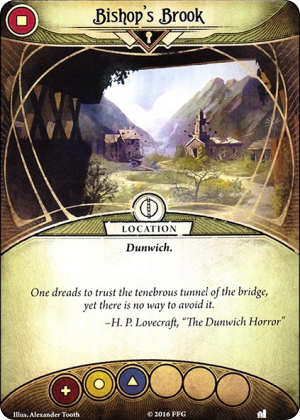 Bishop's Brook
LOCATION
Dunwich.
One dreads to trust the tenebrous tunnel of the bridge,
yet there is no way to avoid it.
–H. P. Lovecraft, "The Dunwich Horror"
Illus. Alexander Tooth
© 2016 FFG